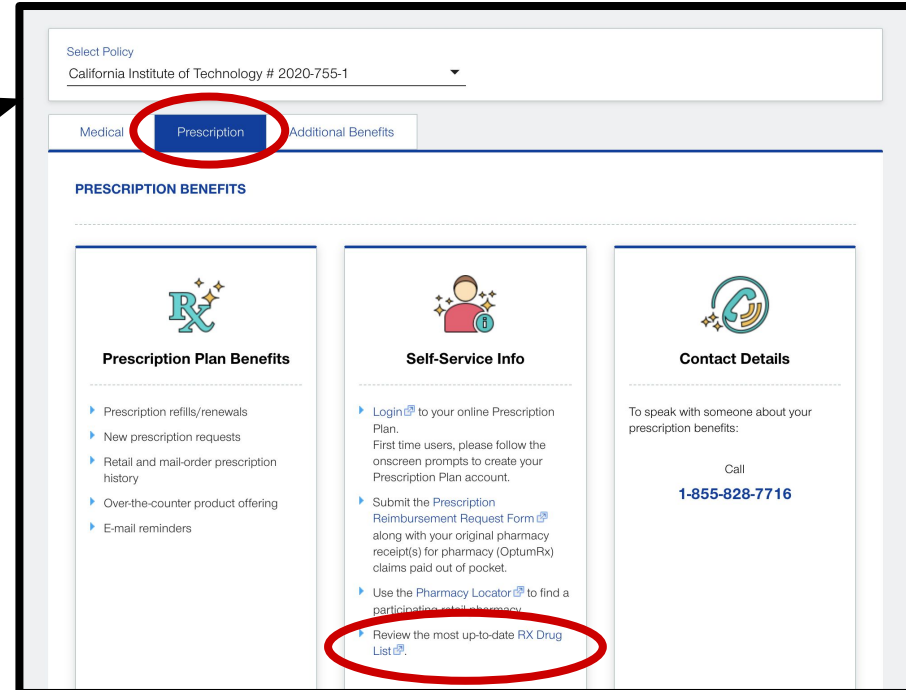 Select Policy
California Institute of Technology # 2020-755-1
Medical
Prescription
Additional Benefits
PRESCRIPTION BENEFITS
Rx
Prescription Plan Benefits
Prescription refills/renewals
New prescription requests
Retail and mail-order prescription
history
Over-the-counter product offering
E-mail reminders
i
Self-Service Info
Login to your online Prescription
Plan.
First time users, please follow the
onscreen prompts to create your
Prescription Plan account.
Submit the Prescription
Reimbursement Request Form
along with your original pharmacy
receipt(s) for pharmacy (OptumRx)
claims paid out of pocket.
Use the Pharmacy Locator to find a
participating retail pharmacy
Review the most up-to-date RX Drug
List.
Contact Details
To speak with someone about your
prescription benefits:
Call
1-855-828-7716